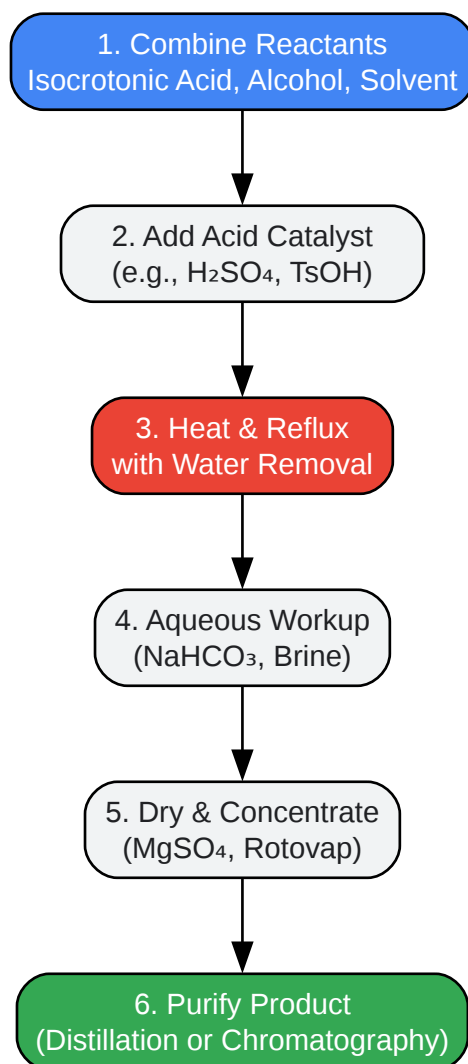 1. Combine Reactants
Isocrotonic Acid, Alcohol, Solvent
2. Add Acid Catalyst
(e.g., H₂SO₄, TsOH)
3. Heat & Reflux
with Water Removal
4. Aqueous Workup
(NaHCO₃, Brine)
5. Dry & Concentrate
(MgSO₄, Rotovap)
6. Purify Product
(Distillation or Chromatography)